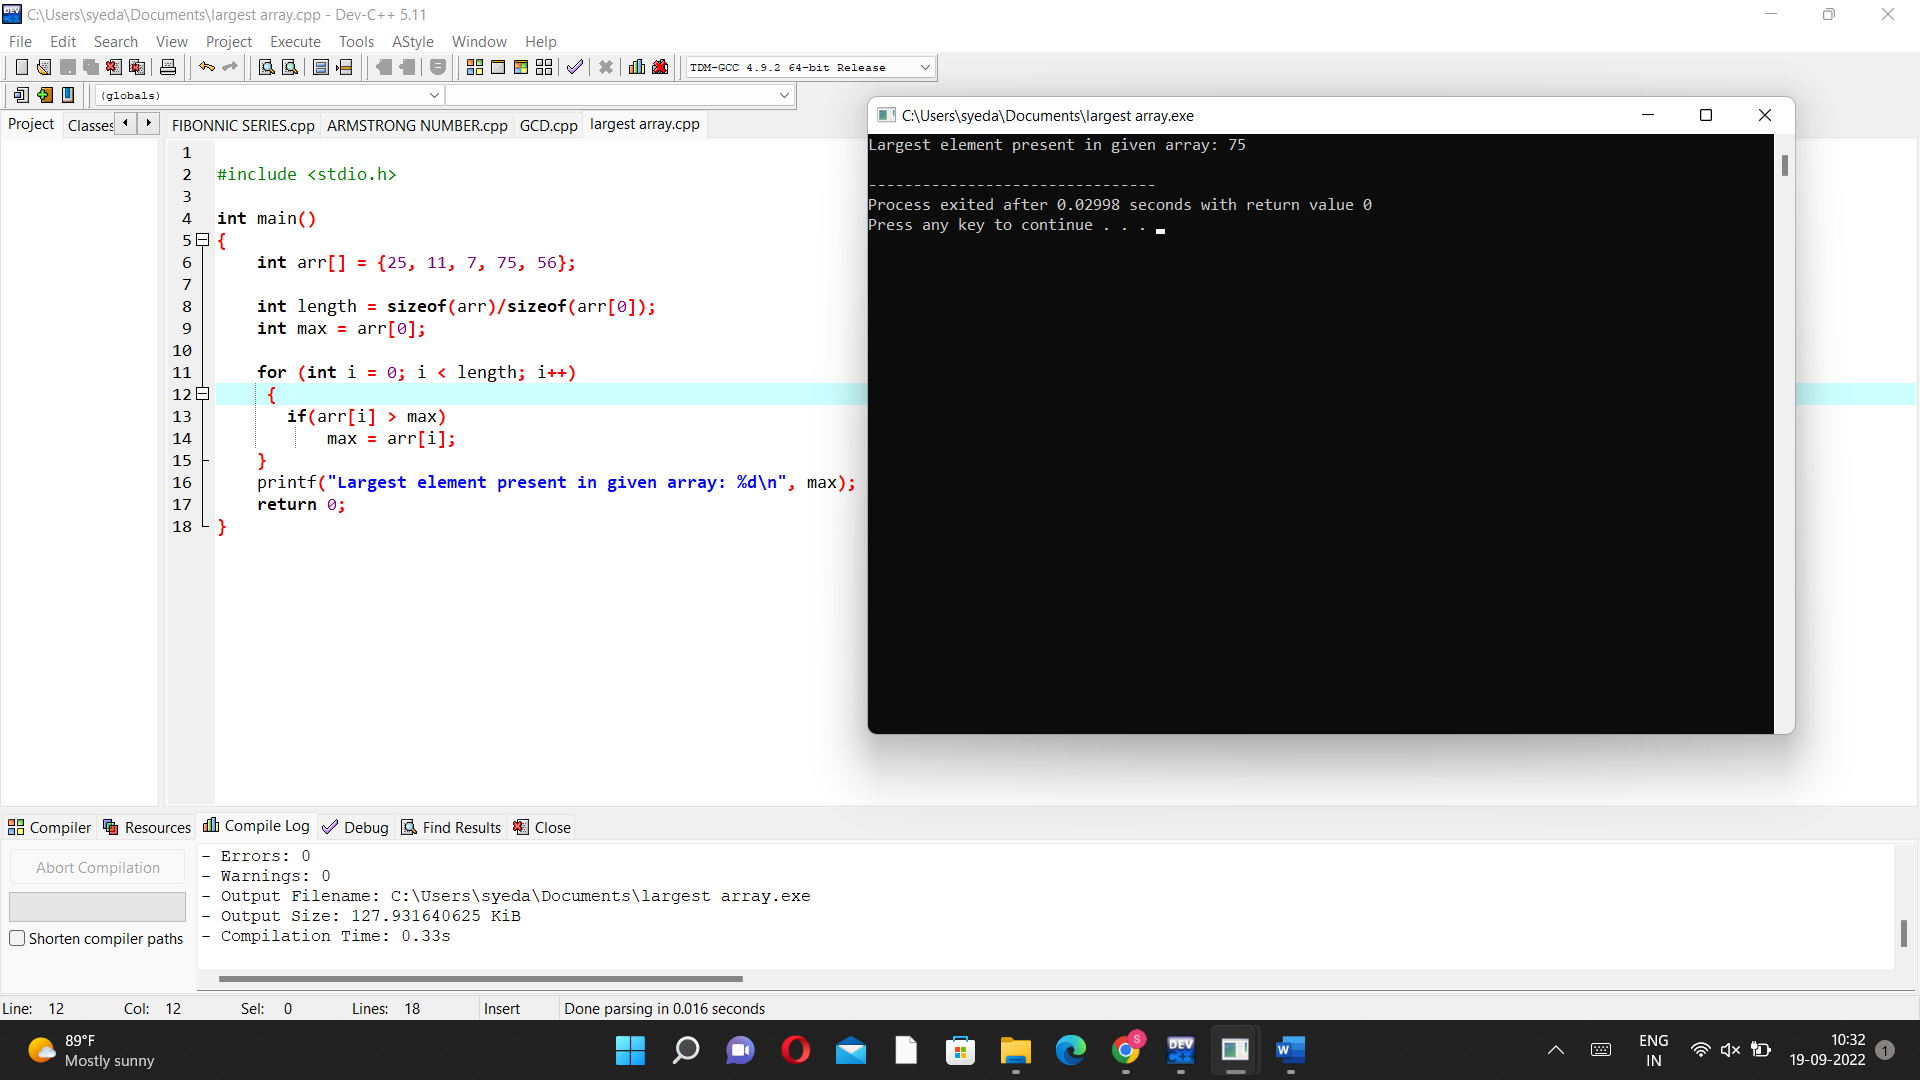 C:\Users\syeda\Documents\largest array.cpp - Dev-C++ 5.11
File Edit Search View Project Execute Tools AStyle Window Help
TDM-GCC 4.9.2 64-bit Release
(globals)
Project Classes FIBONNIC SERIES.cpp ARMSTRONG NUMBER.cpp GCD.cpp largest array.cpp
1
2 #include <stdio.h>
3
4 int main()
5 {
6 int arr[] = {25, 11, 7, 75, 56};
7
8 int length = sizeof(arr)/sizeof(arr[0]);
9 int max = arr[0];
10
11 for (int i = 0; i < length; i++)
12 {
13 if(arr[i] > max)
14 max = arr[i];
15 }
16 printf("Largest element present in given array: %d\n", max);
17 return 0;
18 }
C:\Users\syeda\Documents\largest array.exe
Largest element present in given array: 75
--------------------------------
Process exited after 0.02998 seconds with return value 0
Press any key to continue . . .
Compiler Resources Compile Log Debug Find Results Close
Abort Compilation
Shorten compiler paths
- Errors: 0
- Warnings: 0
- Output Filename: C:\Users\syeda\Documents\largest array.exe
- Output Size: 127.931640625 KiB
- Compilation Time: 0.33s
Line: 12 Col: 12 Sel: 0 Lines: 18 Insert Done parsing in 0.016 seconds
89°F
Mostly sunny
S
DEV
C++
W
ENG
IN
10:32
19-09-2022
1